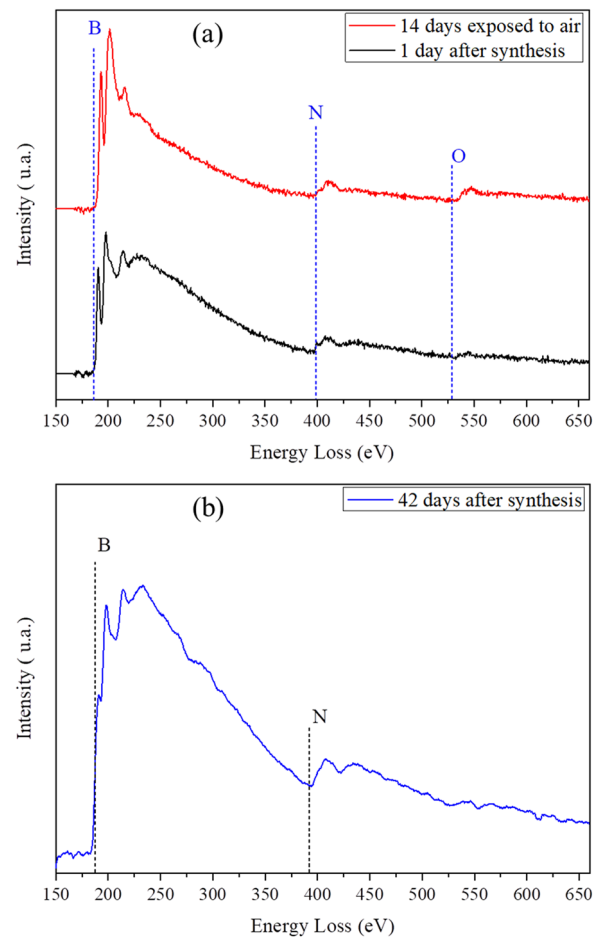 (a)
14 days exposed to air
1 day after synthesis
B
N
O
Intensity ( u.a.)
150 200 250 300 350 400 450 500 550 600 650
Energy Loss (eV)
(b)
42 days after synthesis
B
N
Intensity ( u.a.)
150 200 250 300 350 400 450 500 550 600 650
Energy Loss (eV)